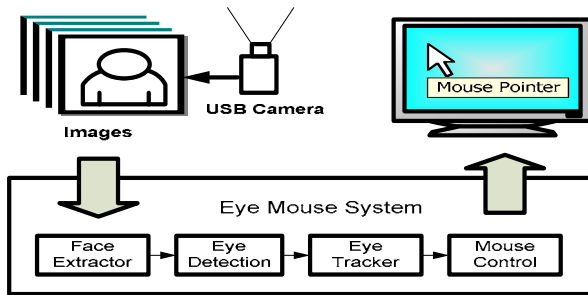 USB Camera
Images
Mouse Pointer
Eye Mouse System
Face
Extractor
Eye
Detection
Eye
Tracker
Mouse
Control